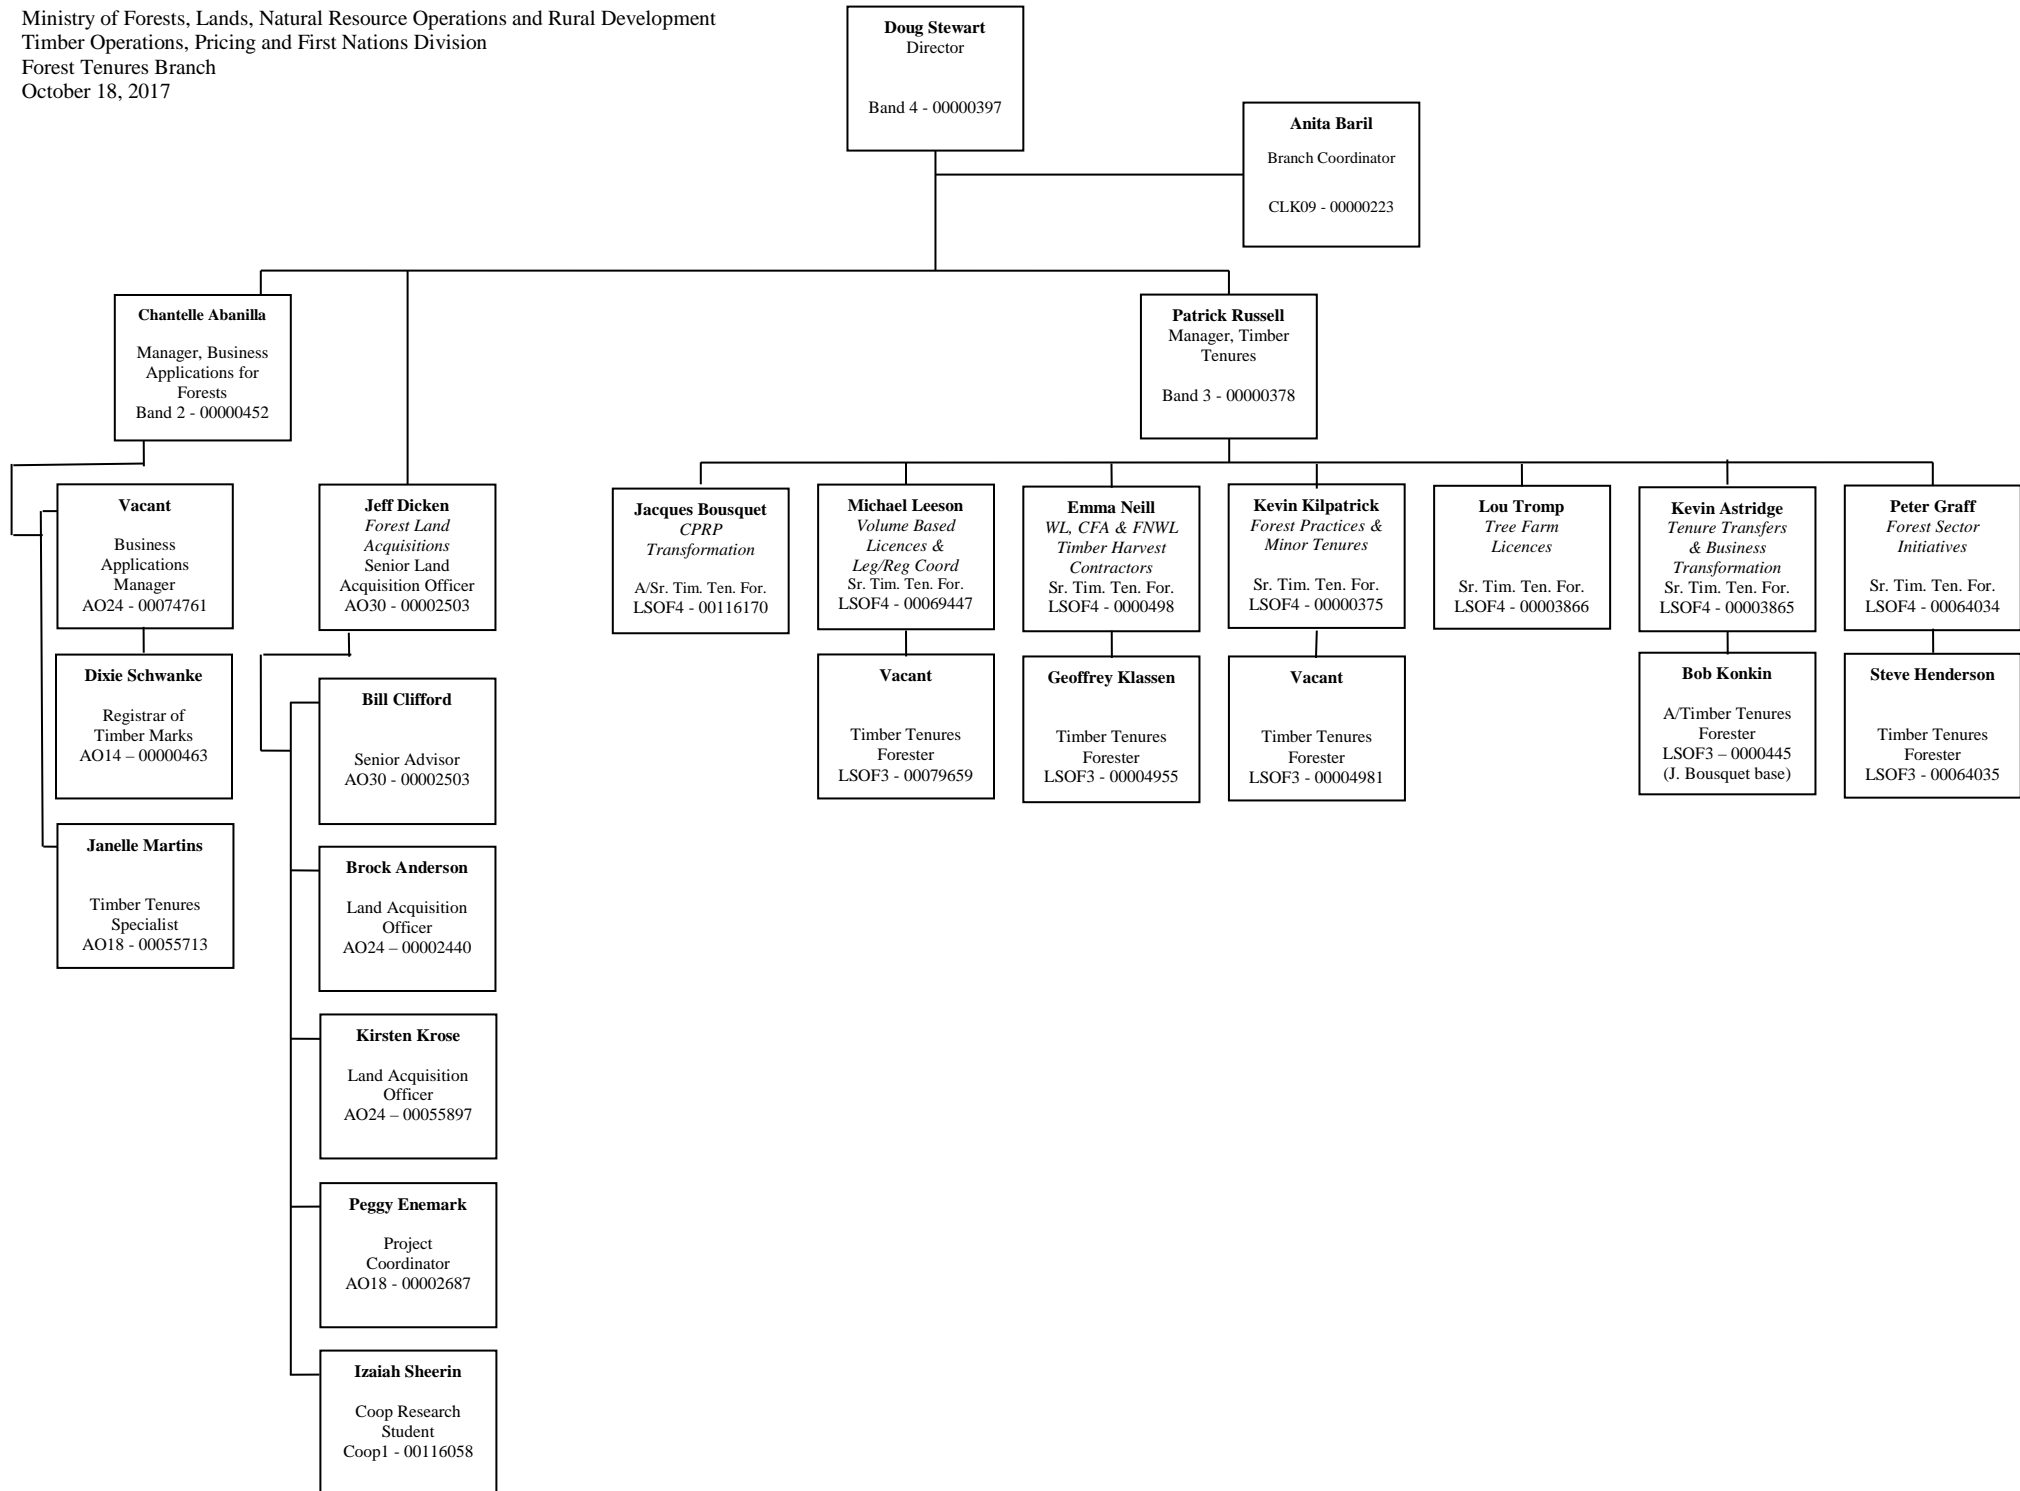 Ministry of Forests, Lands, Natural Resource Operations and Rural Development
Timber Operations, Pricing and First Nations Division
Forest Tenures Branch
October 18, 2017
Doug Stewart
Director
Band 4 - 00000397
Anita Baril
Branch Coordinator
CLK09 - 00000223
Chantelle Abanilla
Manager, Business
Applications for
Forests
Band 2 - 00000452
Patrick Russell
Manager, Timber
Tenures
Band 3 - 00000378
Vacant
Business
Applications
Manager
AO24 - 00074761
Jeff Dicken
Forest Land
Acquisitions
Senior Land
Acquisition Officer
AO30 - 00002503
Jacques Bousquet
CPRP
Transformation
A/Sr. Tim. Ten. For.
LSOF4 - 00116170
Michael Leeson
Volume Based
Licences &
Leg/Reg Coord
Sr. Tim. Ten. For.
LSOF4 - 00069447
Emma Neill
WL, CFA & FNWL
Timber Harvest
Contractors
Sr. Tim. Ten. For.
LSOF4 - 0000498
Kevin Kilpatrick
Forest Practices &
Minor Tenures
Sr. Tim. Ten. For.
LSOF4 - 00000375
Lou Tromp
Tree Farm
Licences
Sr. Tim. Ten. For.
LSOF4 - 00003866
Kevin Astridge
Tenure Transfers
& Business
Transformation
Sr. Tim. Ten. For.
LSOF4 - 00003865
Peter Graff
Forest Sector
Initiatives
Sr. Tim. Ten. For.
LSOF4 - 00064034
Dixie Schwanke
Registrar of
Timber Marks
AO14 – 00000463
Bill Clifford
Senior Advisor
AO30 - 00002503
Vacant
Timber Tenures
Forester
LSOF3 - 00079659
Geoffrey Klassen
Timber Tenures
Forester
LSOF3 - 00004955
Vacant
Timber Tenures
Forester
LSOF3 - 00004981
Bob Konkin
A/Timber Tenures
Forester
LSOF3 – 0000445
(J. Bousquet base)
Steve Henderson
Timber Tenures
Forester
LSOF3 - 00064035
Janelle Martins
Timber Tenures
Specialist
AO18 - 00055713
Brock Anderson
Land Acquisition
Officer
AO24 – 00002440
Kirsten Krose
Land Acquisition
Officer
AO24 – 00055897
Peggy Enemark
Project
Coordinator
AO18 - 00002687
Izaiah Sheerin
Coop Research
Student
Coop1 - 00116058